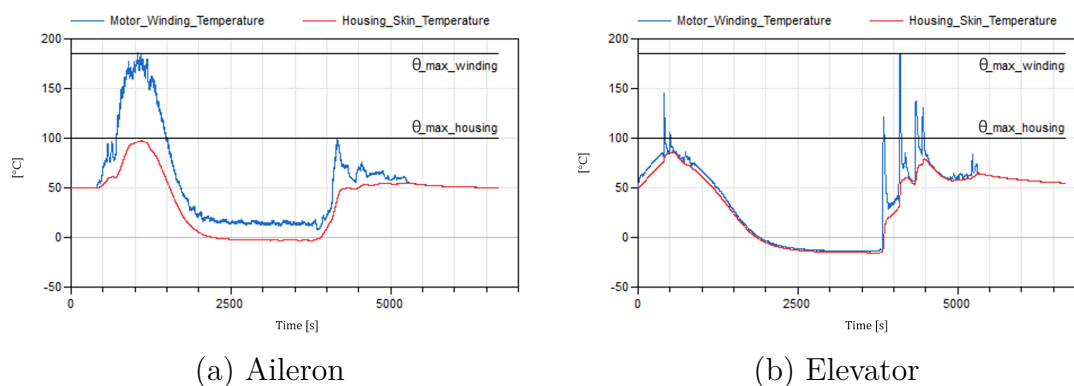 Motor_Winding_Temperature Housing_Skin_Temperature
200
θ_max_winding
150
θ_max_housing
100
[°C]
50
0
-50
0 2500 5000
Time [s]
(a) Aileron
Motor_Winding_Temperature Housing_Skin_Temperature
200
θ_max_winding
150
θ_max_housing
100
[°C]
50
0
-50
0 2500 5000
Time [s]
(b) Elevator